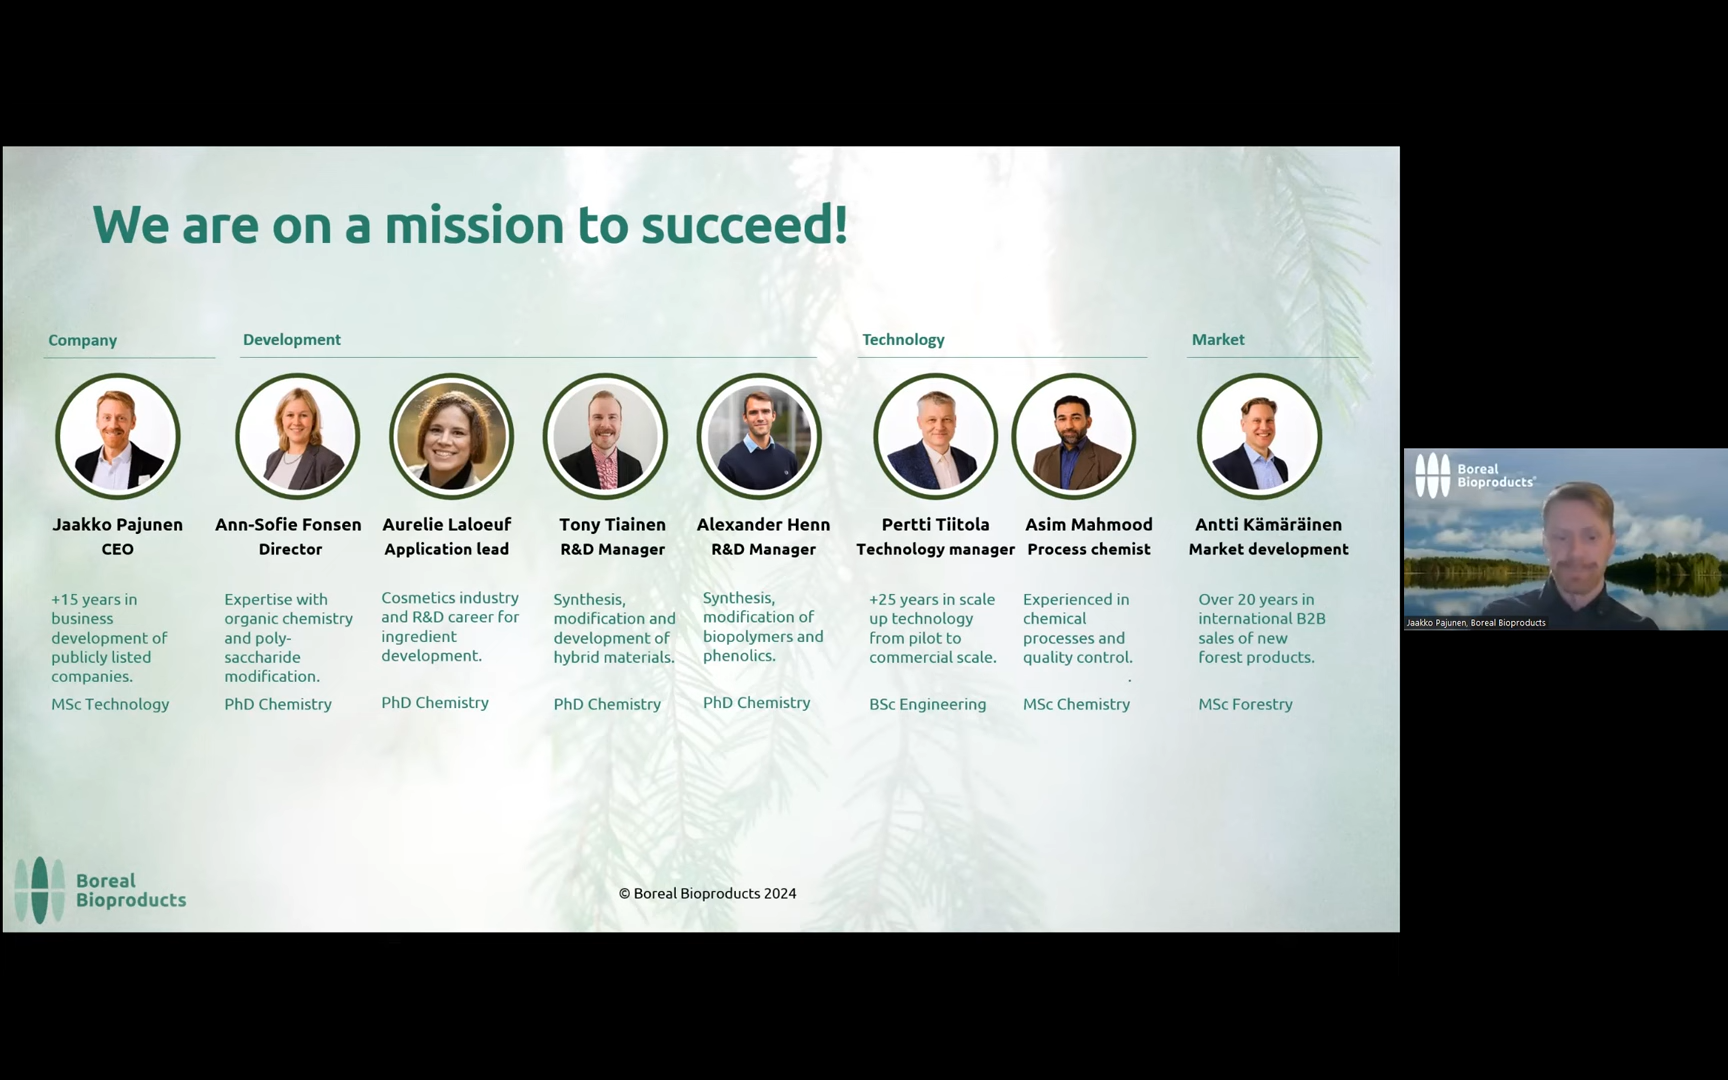 We are on a mission to succeed!
Company
Development
Technology
Market
Jaakko Pajunen
CEO
+15 years in
business
development of
publicly listed
companies.
MSc Technology
Ann-Sofie Fonsen
Director
Expertise with
organic chemistry
and poly-
saccharide
modification.
PhD Chemistry
Aurelie Laloeuf
Application lead
Cosmetics industry
and R&D career for
ingredient
development.
PhD Chemistry
Tony Tiainen
R&D Manager
Synthesis,
modification and
development of
hybrid materials.
PhD Chemistry
Alexander Henn
R&D Manager
Synthesis,
modification of
biopolymers and
phenolics.
PhD Chemistry
Pertti Tiitola
Technology manager
+25 years in scale
up technology
from pilot to
commercial scale.
BSc Engineering
Asim Mahmood
Process chemist
Experienced in
chemical
processes and
quality control.
.
MSc Chemistry
Antti Kämäräinen
Market development
Over 20 years in
international B2B
sales of new
forest products.
MSc Forestry
Boreal
Bioproducts
© Boreal Bioproducts 2024
Boreal
Bioproducts
Jaakko Pajunen, Boreal Bioproducts